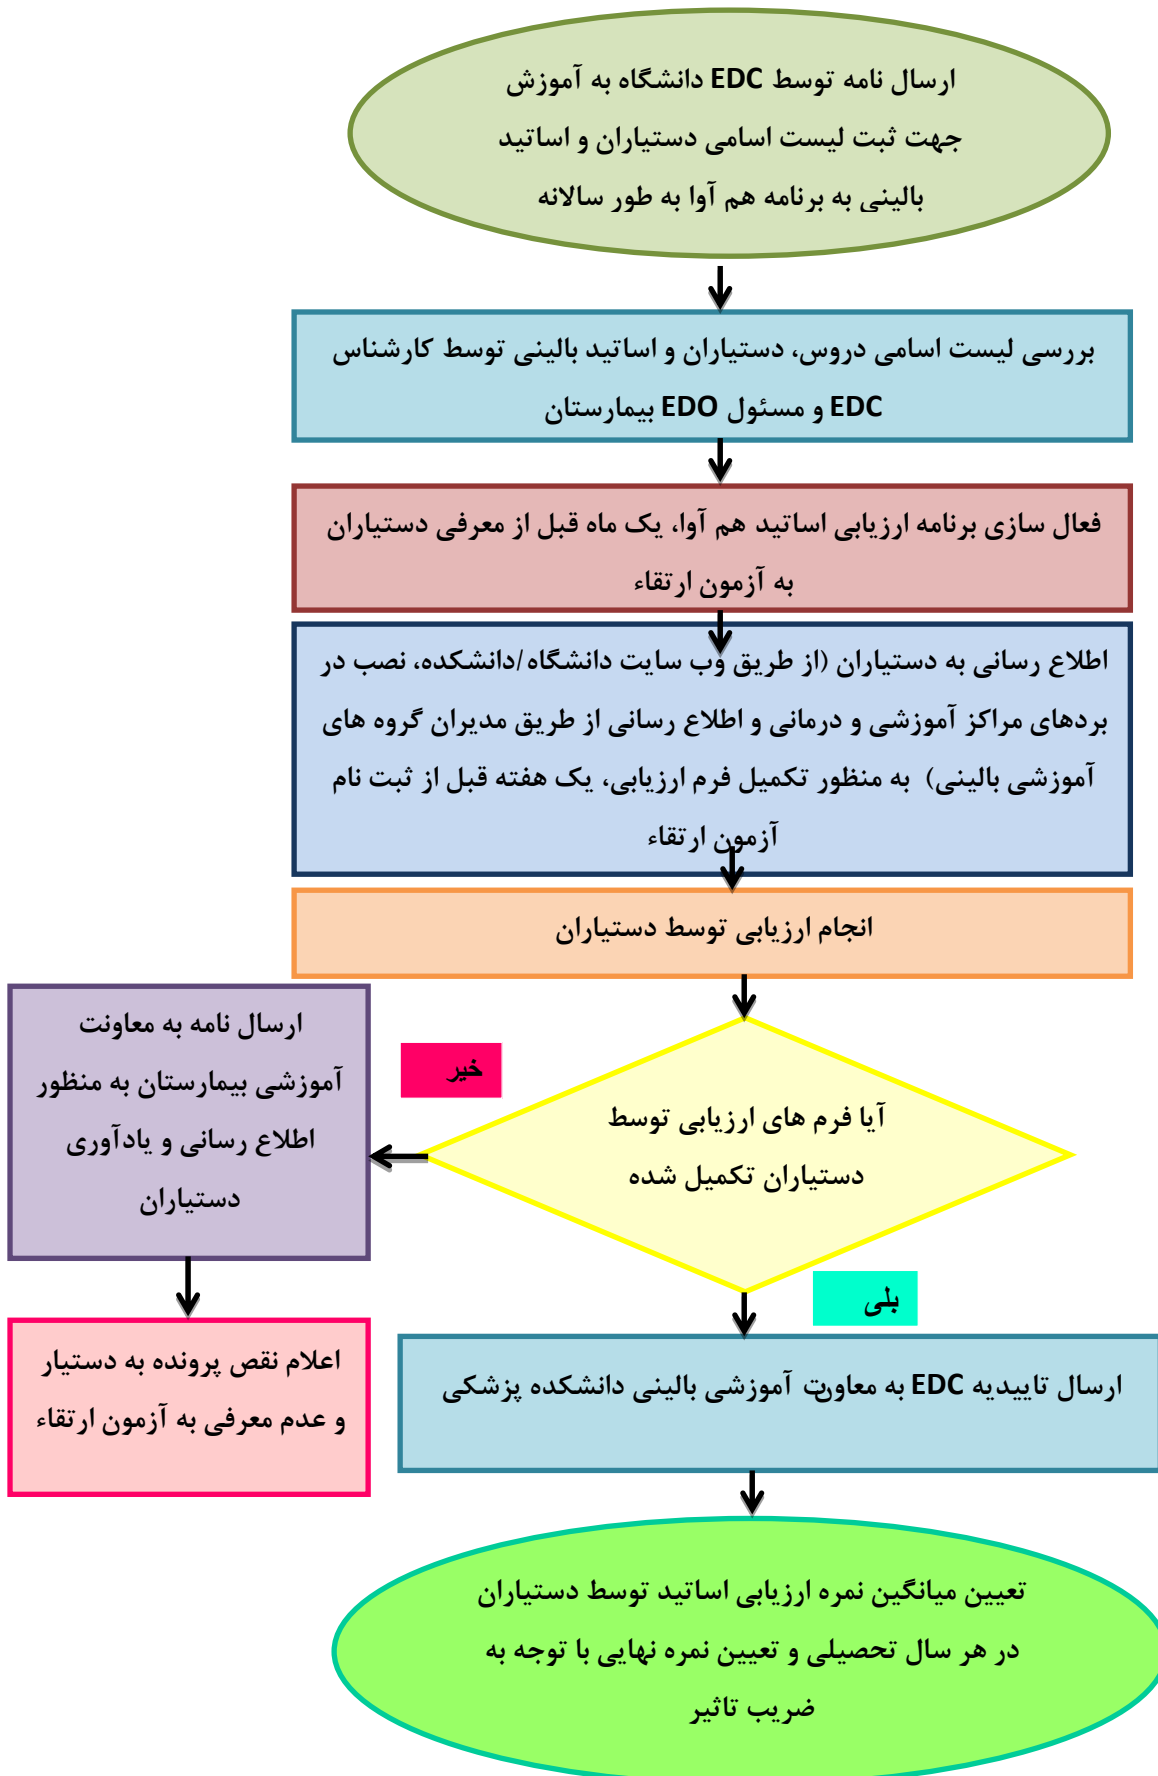 ارسال نامه توسط EDC دانشگاه به آموزش
جهت ثبت لیست اسامی دستیاران و اساتید
بالینی به برنامه هم آوا به طور سالانه
بررسی لیست اسامی دروس، دستیاران و اساتید بالینی توسط کارشناس
EDC و مسئول EDO بیمارستان
فعال سازی برنامه ارزیابی اساتید هم آوا، یک ماه قبل از معرفی دستیاران
به آزمون ارتقاء
اطلاع رسانی به دستیاران (از طریق وب سایت دانشگاه/دانشکده، نصب در
بردهای مراکز آموزشی و درمانی و اطلاع رسانی از طریق مدیران گروه های
آموزشی بالینی) به منظور تکمیل فرم ارزیابی، یک هفته قبل از ثبت نام
آزمون ارتقاء
انجام ارزیابی توسط دستیاران
آیا فرم های ارزیابی توسط
دستیاران تکمیل شده
خیر
ارسال نامه به معاونت
آموزشی بیمارستان به منظور
اطلاع رسانی و یادآوری
دستیاران
اعلام نقص پرونده به دستیار
و عدم معرفی به آزمون ارتقاء
بلی
ارسال تاییدیه EDC به معاونت آموزشی بالینی دانشکده پزشکی
تعیین میانگین نمره ارزیابی اساتید توسط دستیاران
در هر سال تحصیلی و تعیین نمره نهایی با توجه به
ضریب تاثیر